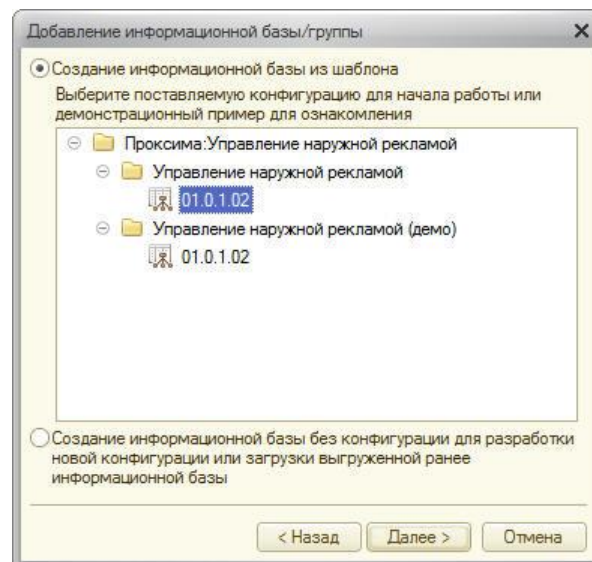 Добавление информационной базы/группы
Создание информационной базы из шаблона
Выберите поставляемую конфигурацию для начала работы или
демонстрационный пример для ознакомления
Проксима:Управление наружной рекламой
Управление наружной рекламой
01.0.1.02
Управление наружной рекламой (демо)
01.0.1.02
Создание информационной базы без конфигурации для разработки
новой конфигурации или загрузки выгруженной ранее
информационной базы
< Назад Далее > Отмена